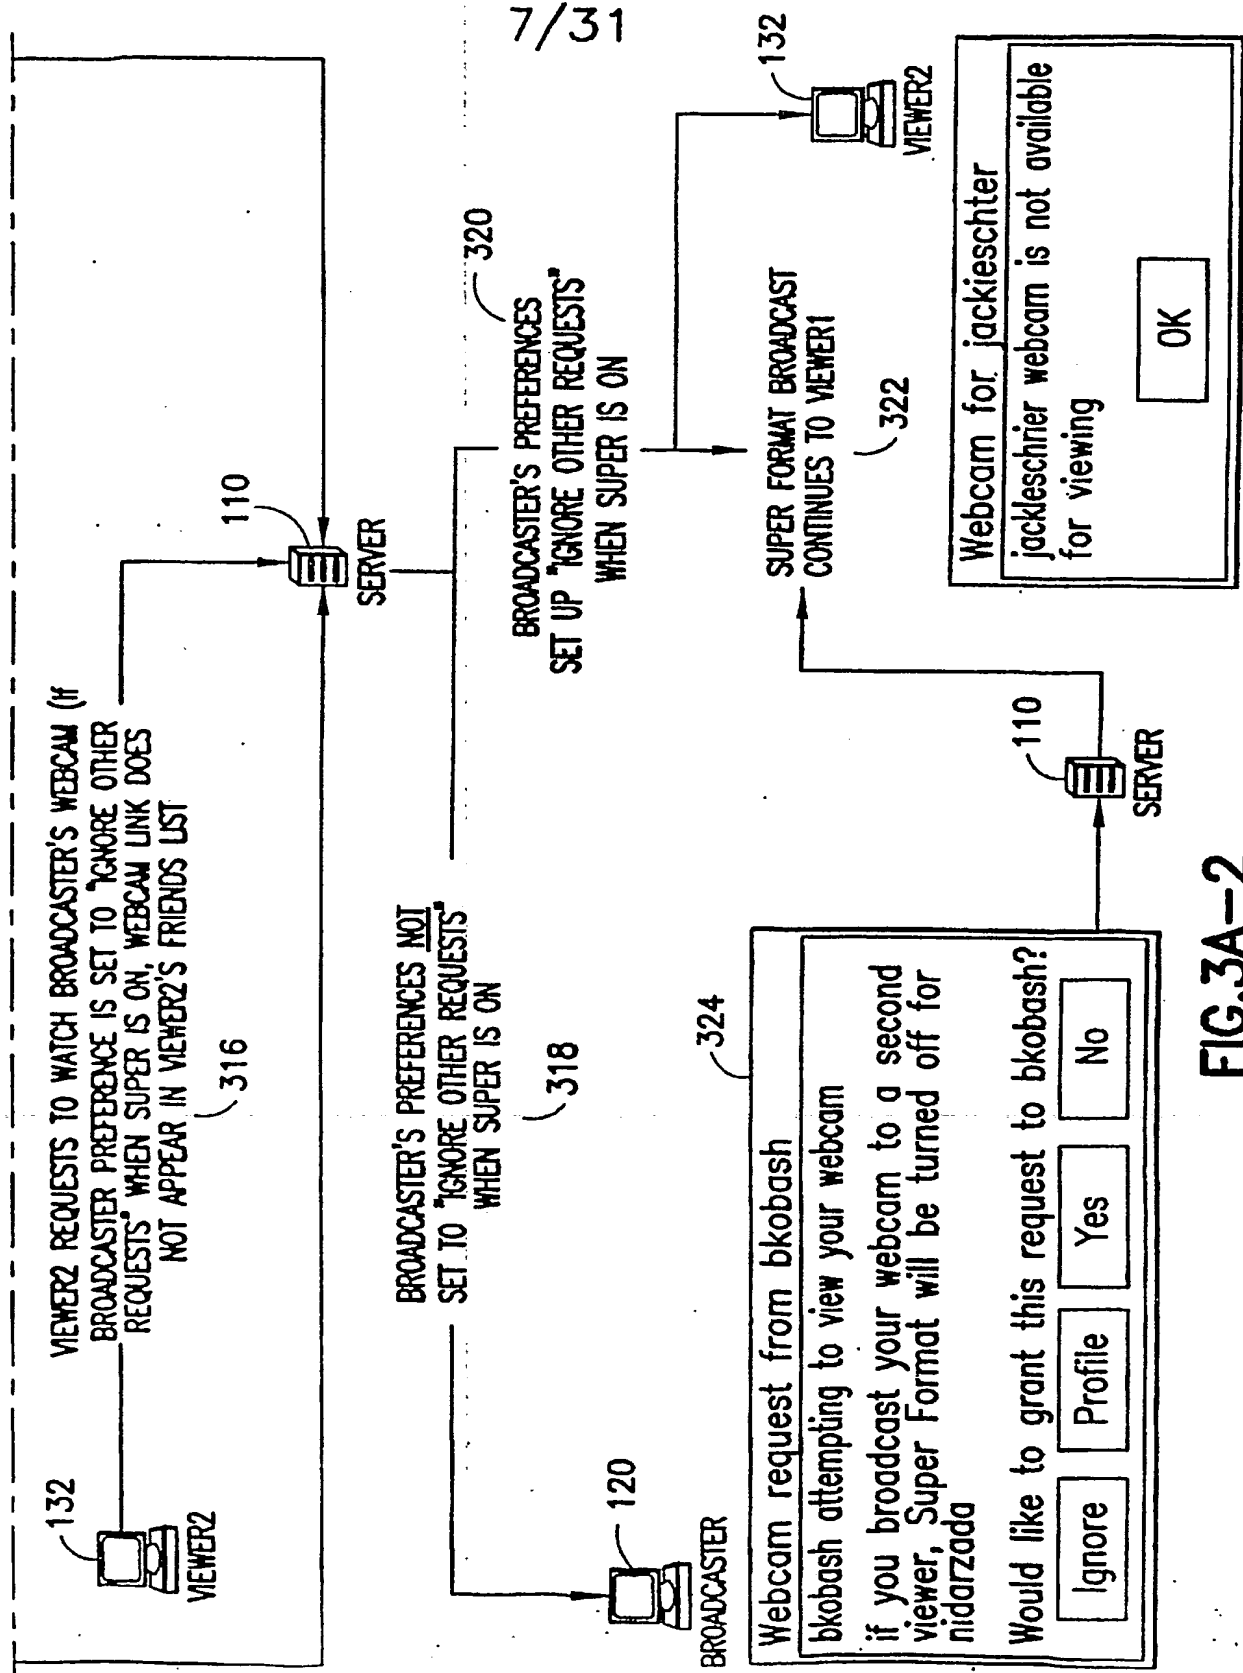 7/31
132
VIEWER2
VIEWER2 REQUESTS TO WATCH BROADCASTER'S WEBCAM (If
BROADCASTER PREFERENCE IS SET TO "IGNORE OTHER
REQUESTS" WHEN SUPER IS ON, WEBCAM LINK DOES
NOT APPEAR IN VIEWER2'S FRIENDS LIST
316
110
SERVER
BROADCASTER'S PREFERENCES NOT
SET TO "IGNORE OTHER REQUESTS"
WHEN SUPER IS ON
318
BROADCASTER'S PREFERENCES
SET UP "IGNORE OTHER REQUESTS"
WHEN SUPER IS ON
320
120
BROADCASTER
324
Webcam request from bkobash
bkobash attempting to view your webcam
if you broadcast your webcam to a second
viewer, Super Format will be turned off for
nidarzada
Would like to grant this request to bkobash?
Ignore
Profile
Yes
No
110
SERVER
SUPER FORMAT BROADCAST
CONTINUES TO VIEWER1
322
132
VIEWER2
Webcam for jackieschter
jackleschrier webcam is not available
for viewing
OK
FIG.3A-2